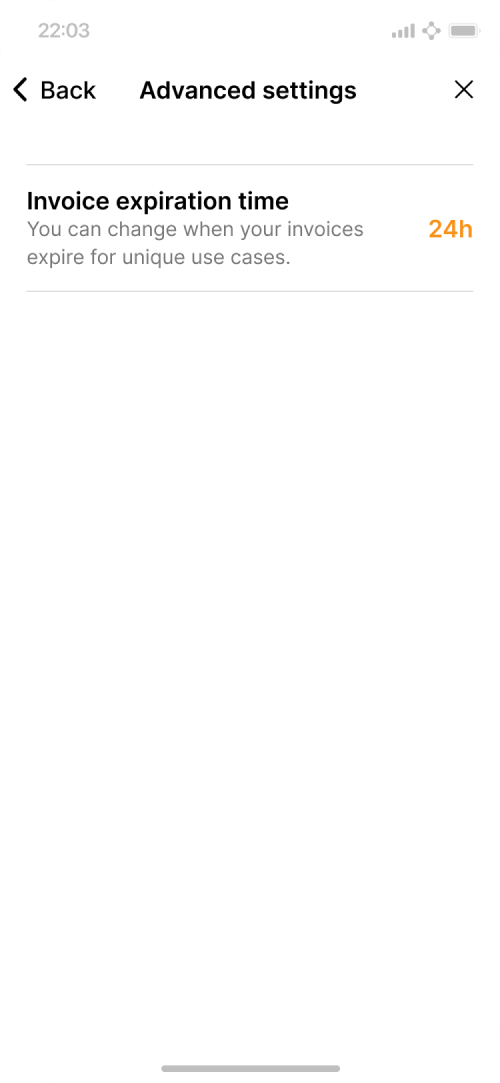 22:03
Back
Advanced settings
Invoice expiration time
You can change when your invoices
24h
expire for unique use cases.